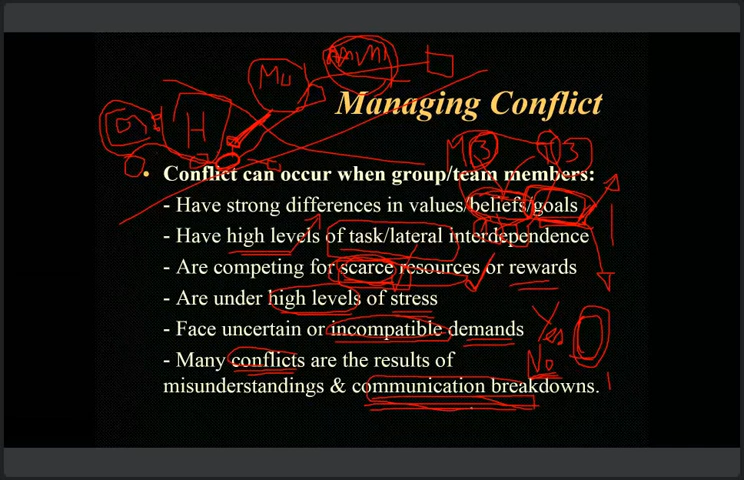 Managing Conflict
• Conflict can occur when group/team members:
- Have strong differences in values/beliefs/goals
- Have high levels of task/lateral interdependence
- Are competing for scarce resources or rewards
- Are under high levels of stress
- Face uncertain or incompatible demands
Yes
- Many conflicts are the results of
No
misunderstandings & communication breakdowns.